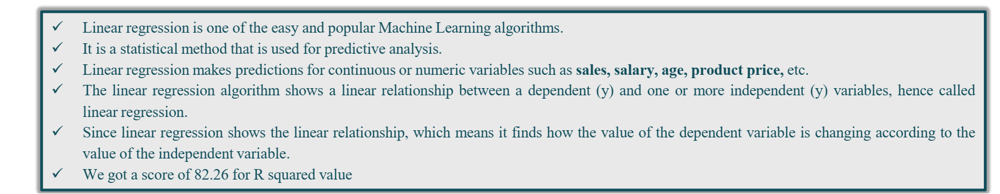 ✓ Linear regression is one of the easy and popular Machine Learning algorithms.
✓ It is a statistical method that is used for predictive analysis.
✓ Linear regression makes predictions for continuous or numeric variables such as sales, salary, age, product price, etc.
✓ The linear regression algorithm shows a linear relationship between a dependent (y) and one or more independent (y) variables, hence called
linear regression.
✓ Since linear regression shows the linear relationship, which means it finds how the value of the dependent variable is changing according to the
value of the independent variable.
✓ We got a score of 82.26 for R squared value